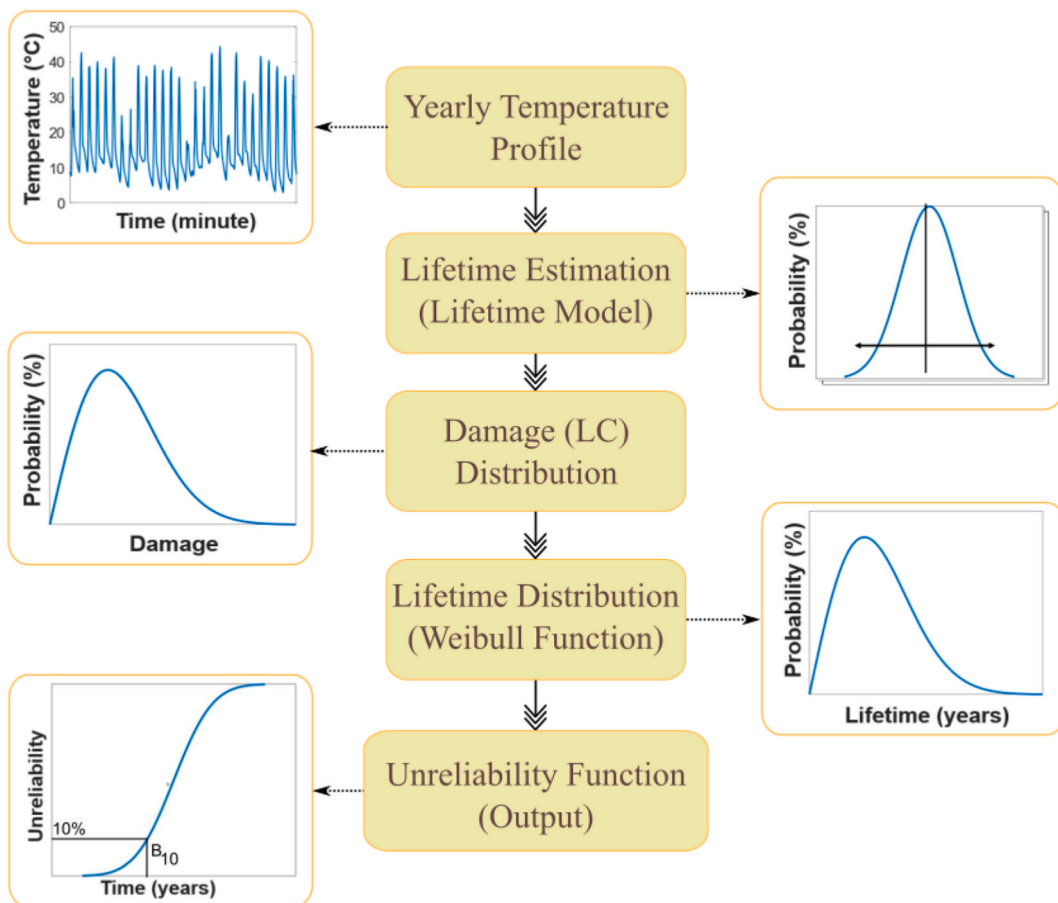 50
40
30
20
10
0
Temperature (°C)
Time (minute)
Yearly Temperature
Profile
Lifetime Estimation
(Lifetime Model)
Probability (%)
Probability (%)
Damage
Damage (LC)
Distribution
Lifetime Distribution
(Weibull Function)
Probability (%)
Lifetime (years)
Unreliability
10%
B10
Time (years)
Unreliability Function
(Output)